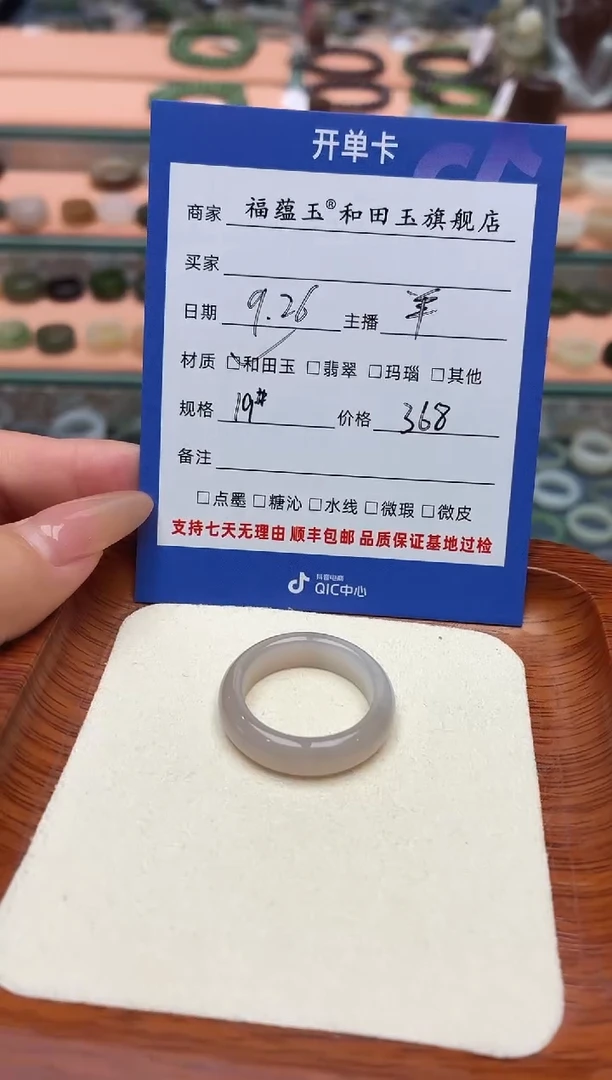 开单卡
商家 福蕴玉®和田玉旗舰店
买家
日期 9.26 主播 羊
材质 ☑和田玉 □翡翠 □玛瑙 □其他
规格 19# 价格 368
备注
□点墨 □糖沁 □水线 □微瑕 □微皮
支持七天无理由 顺丰包邮 品质保证基地过检
抖音电商
QIC中心